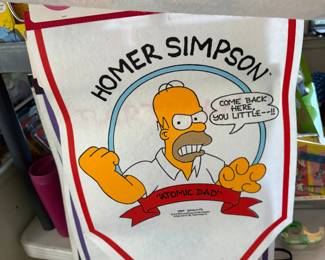 HOMER SIMPSON
COME BACK
HERE,
YOU LITTLE--!!
"ATOMIC DAD"